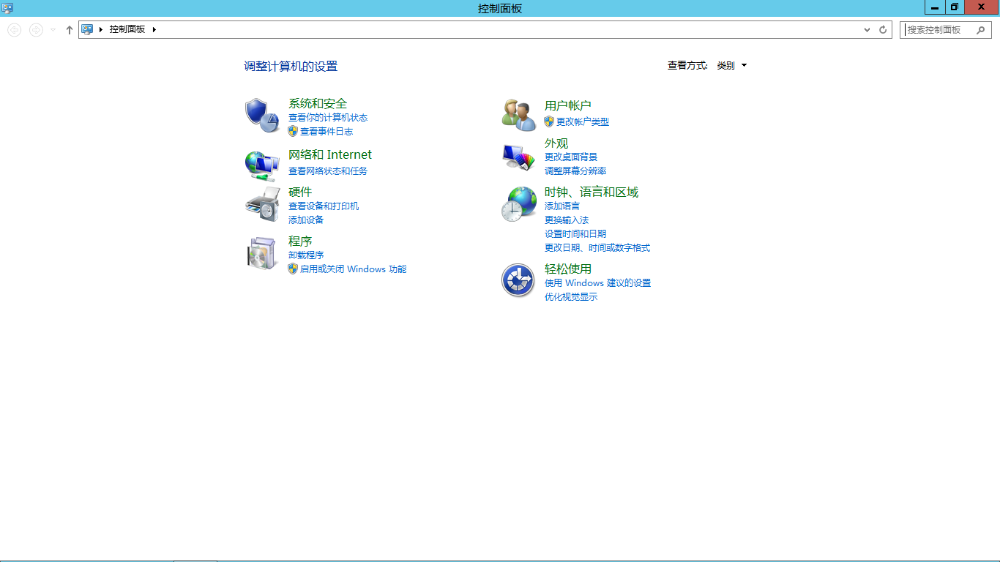 控制面板
控制面板
搜索控制面板
调整计算机的设置
查看方式: 类别
系统和安全
查看你的计算机状态
查看事件日志
网络和 Internet
查看网络状态和任务
硬件
查看设备和打印机
添加设备
程序
卸载程序
启用或关闭 Windows 功能
用户帐户
更改帐户类型
外观
更改桌面背景
调整屏幕分辨率
时钟、语言和区域
添加语言
更换输入法
设置时间和日期
更改日期、时间或数字格式
轻松使用
使用 Windows 建议的设置
优化视觉显示